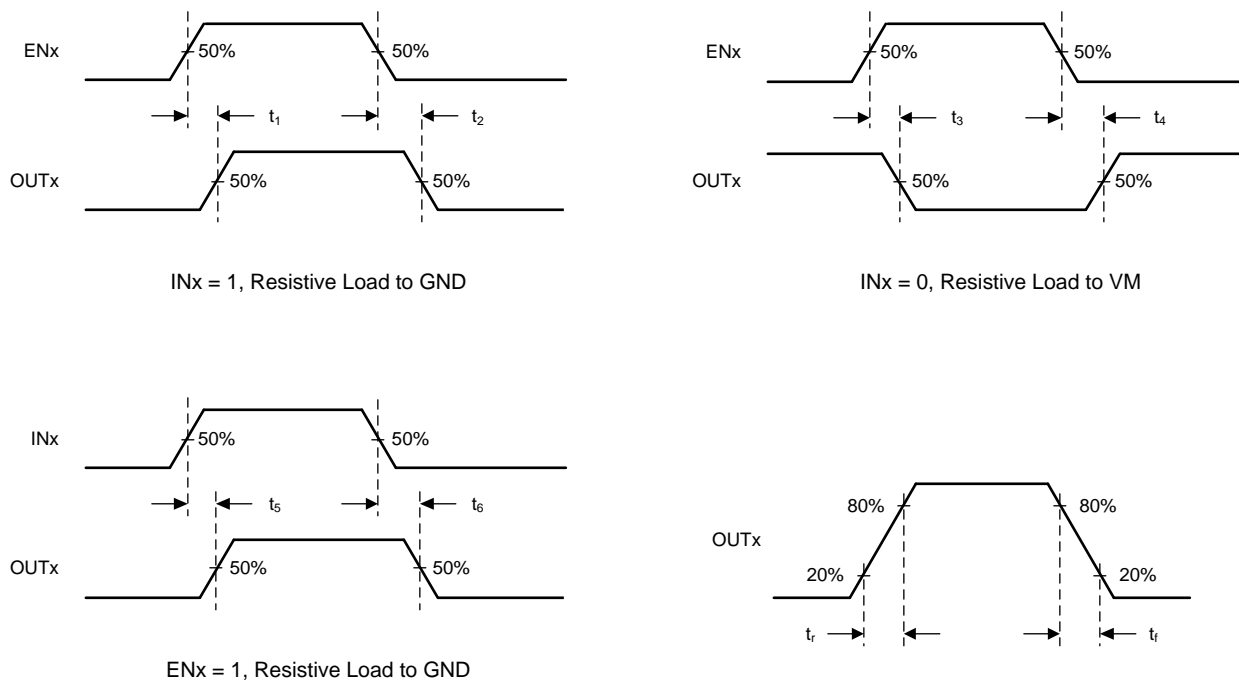 ENx 50% 50%
t1 t2
OUTx 50% 50%
INx = 1, Resistive Load to GND
ENx 50% 50%
t3 t4
OUTx 50% 50%
INx = 0, Resistive Load to VM
INx 50% 50%
t5 t6
OUTx 50% 50%
ENx = 1, Resistive Load to GND
80% 80%
OUTx
20% 20%
tr tf